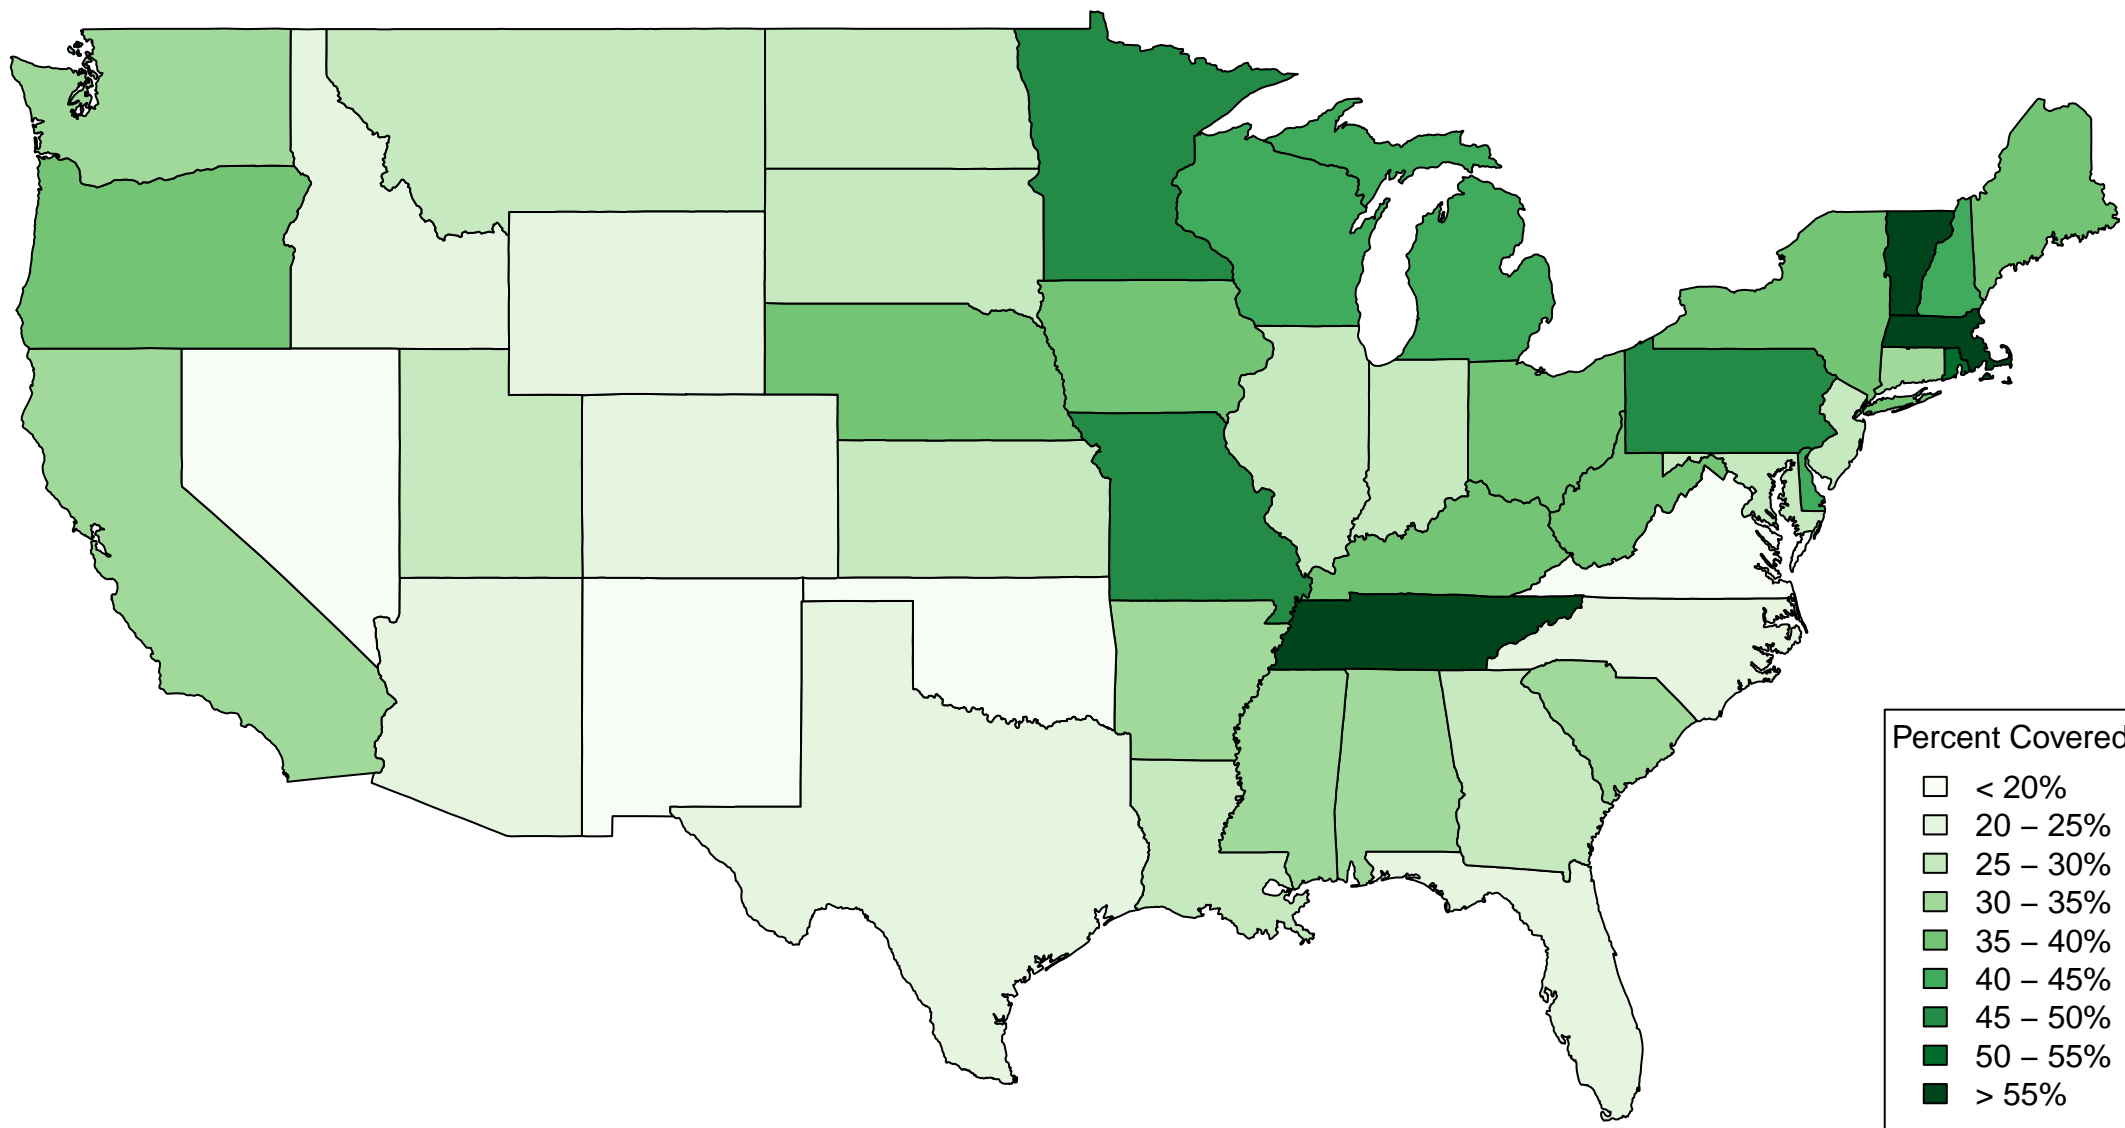 Percent Covered
< 20%
20 – 25%
25 – 30%
30 – 35%
35 – 40%
40 – 45%
45 – 50%
50 – 55%
> 55%